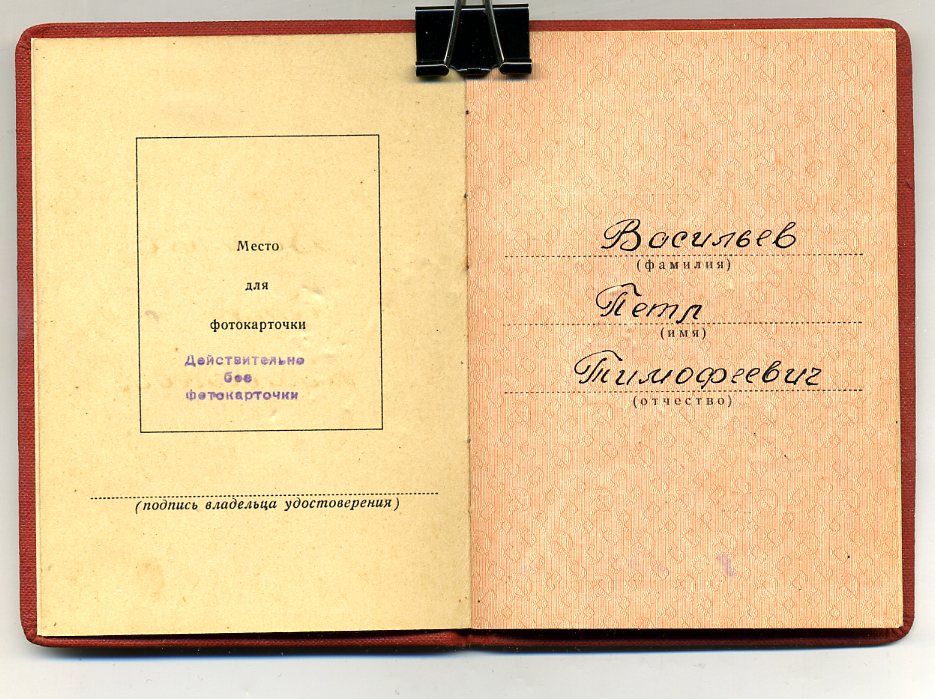 Место
для
фотокарточки
Действительно
без
фотокарточки
(подпись владельца удостоверения)
Васильев
(фамилия)
Петр
(имя)
Тимофеевич
(отчество)